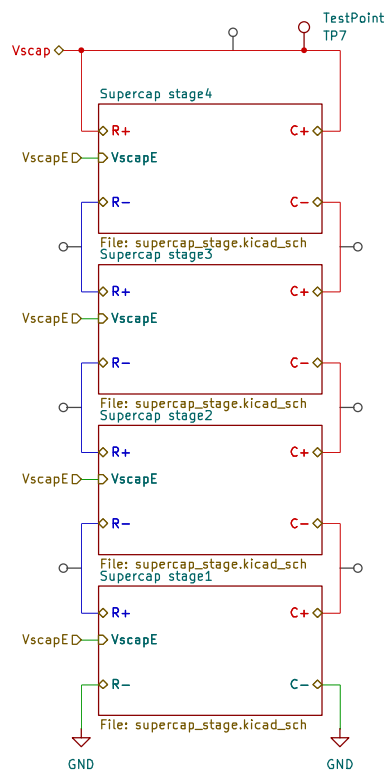 TestPoint
TP7
Vscap
Supercap stage4
R+ C+
VscapE VscapE
R- C-
File: supercap_stage.kicad_sch
Supercap stage3
R+ C+
VscapE VscapE
R- C-
File: supercap_stage.kicad_sch
Supercap stage2
R+ C+
VscapE VscapE
R- C-
File: supercap_stage.kicad_sch
Supercap stage1
R+ C+
VscapE VscapE
R- C-
File: supercap_stage.kicad_sch
GND GND